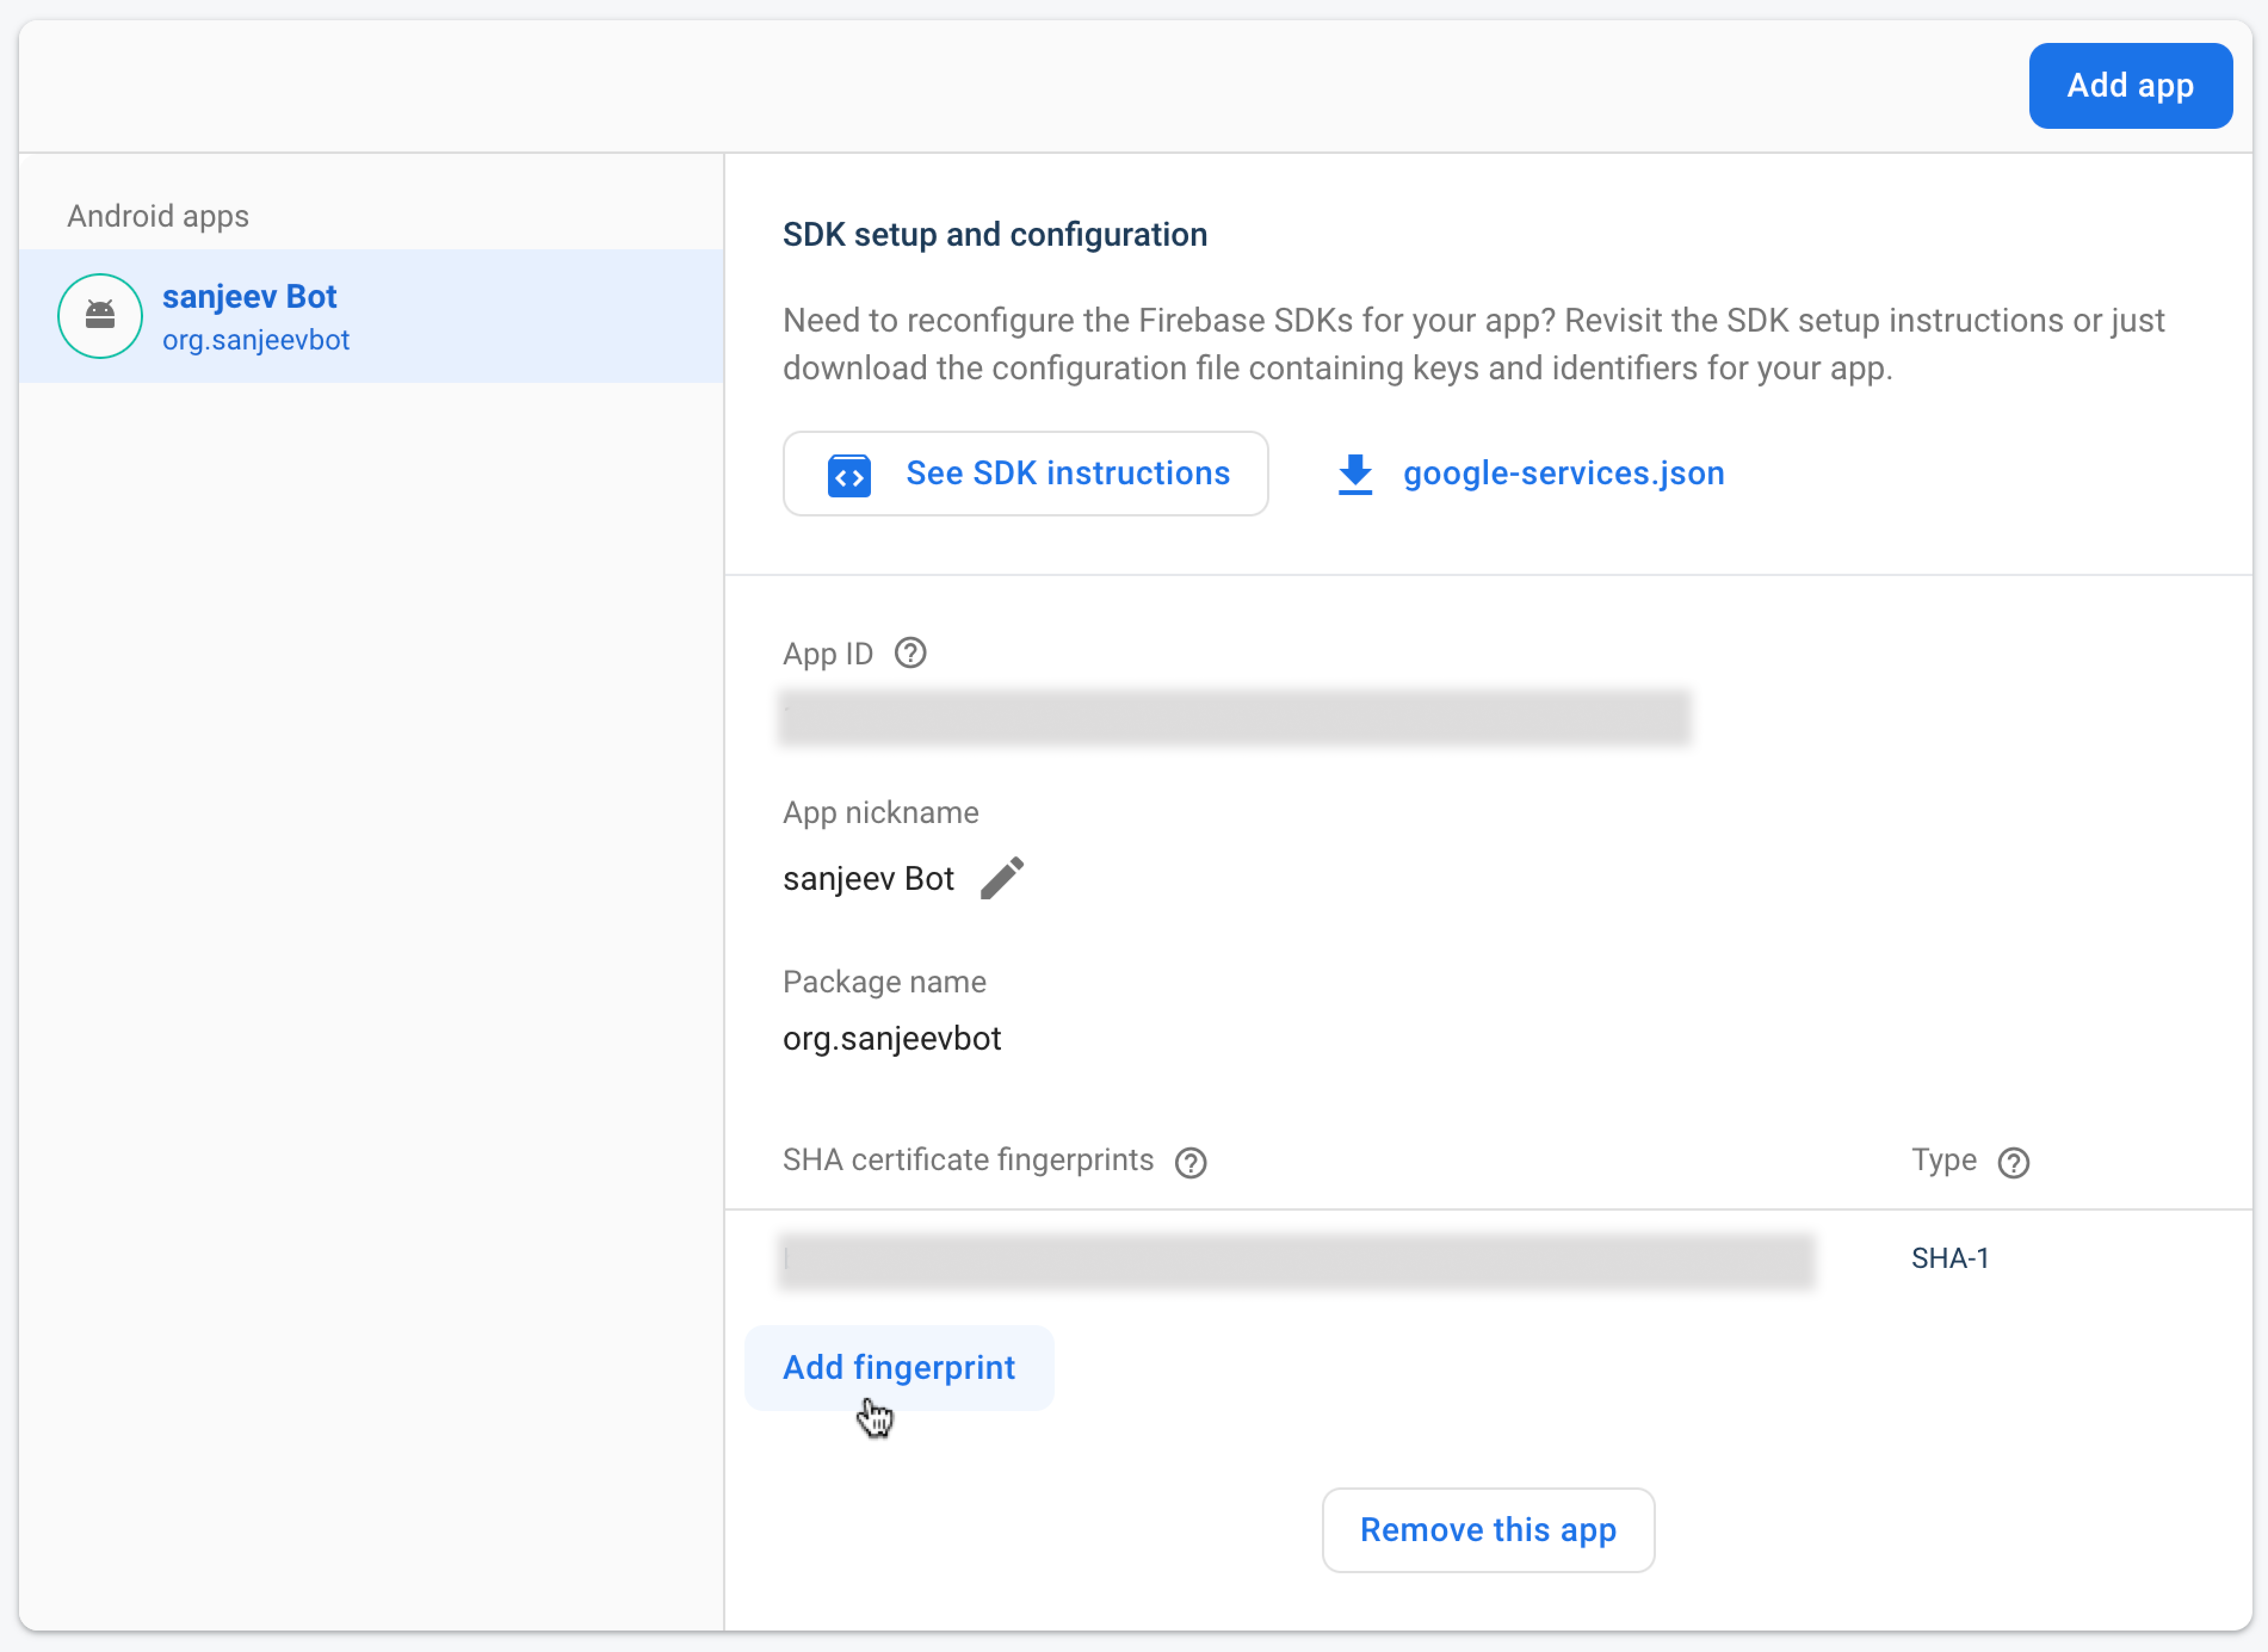 Add app
Android apps
sanjeev Bot
org.sanjeevbot
SDK setup and configuration
Need to reconfigure the Firebase SDKs for your app? Revisit the SDK setup instructions or just
download the configuration file containing keys and identifiers for your app.
See SDK instructions
google-services.json
App ID
App nickname
sanjeev Bot
Package name
org.sanjeevbot
SHA certificate fingerprints
Type
SHA-1
Add fingerprint
Remove this app